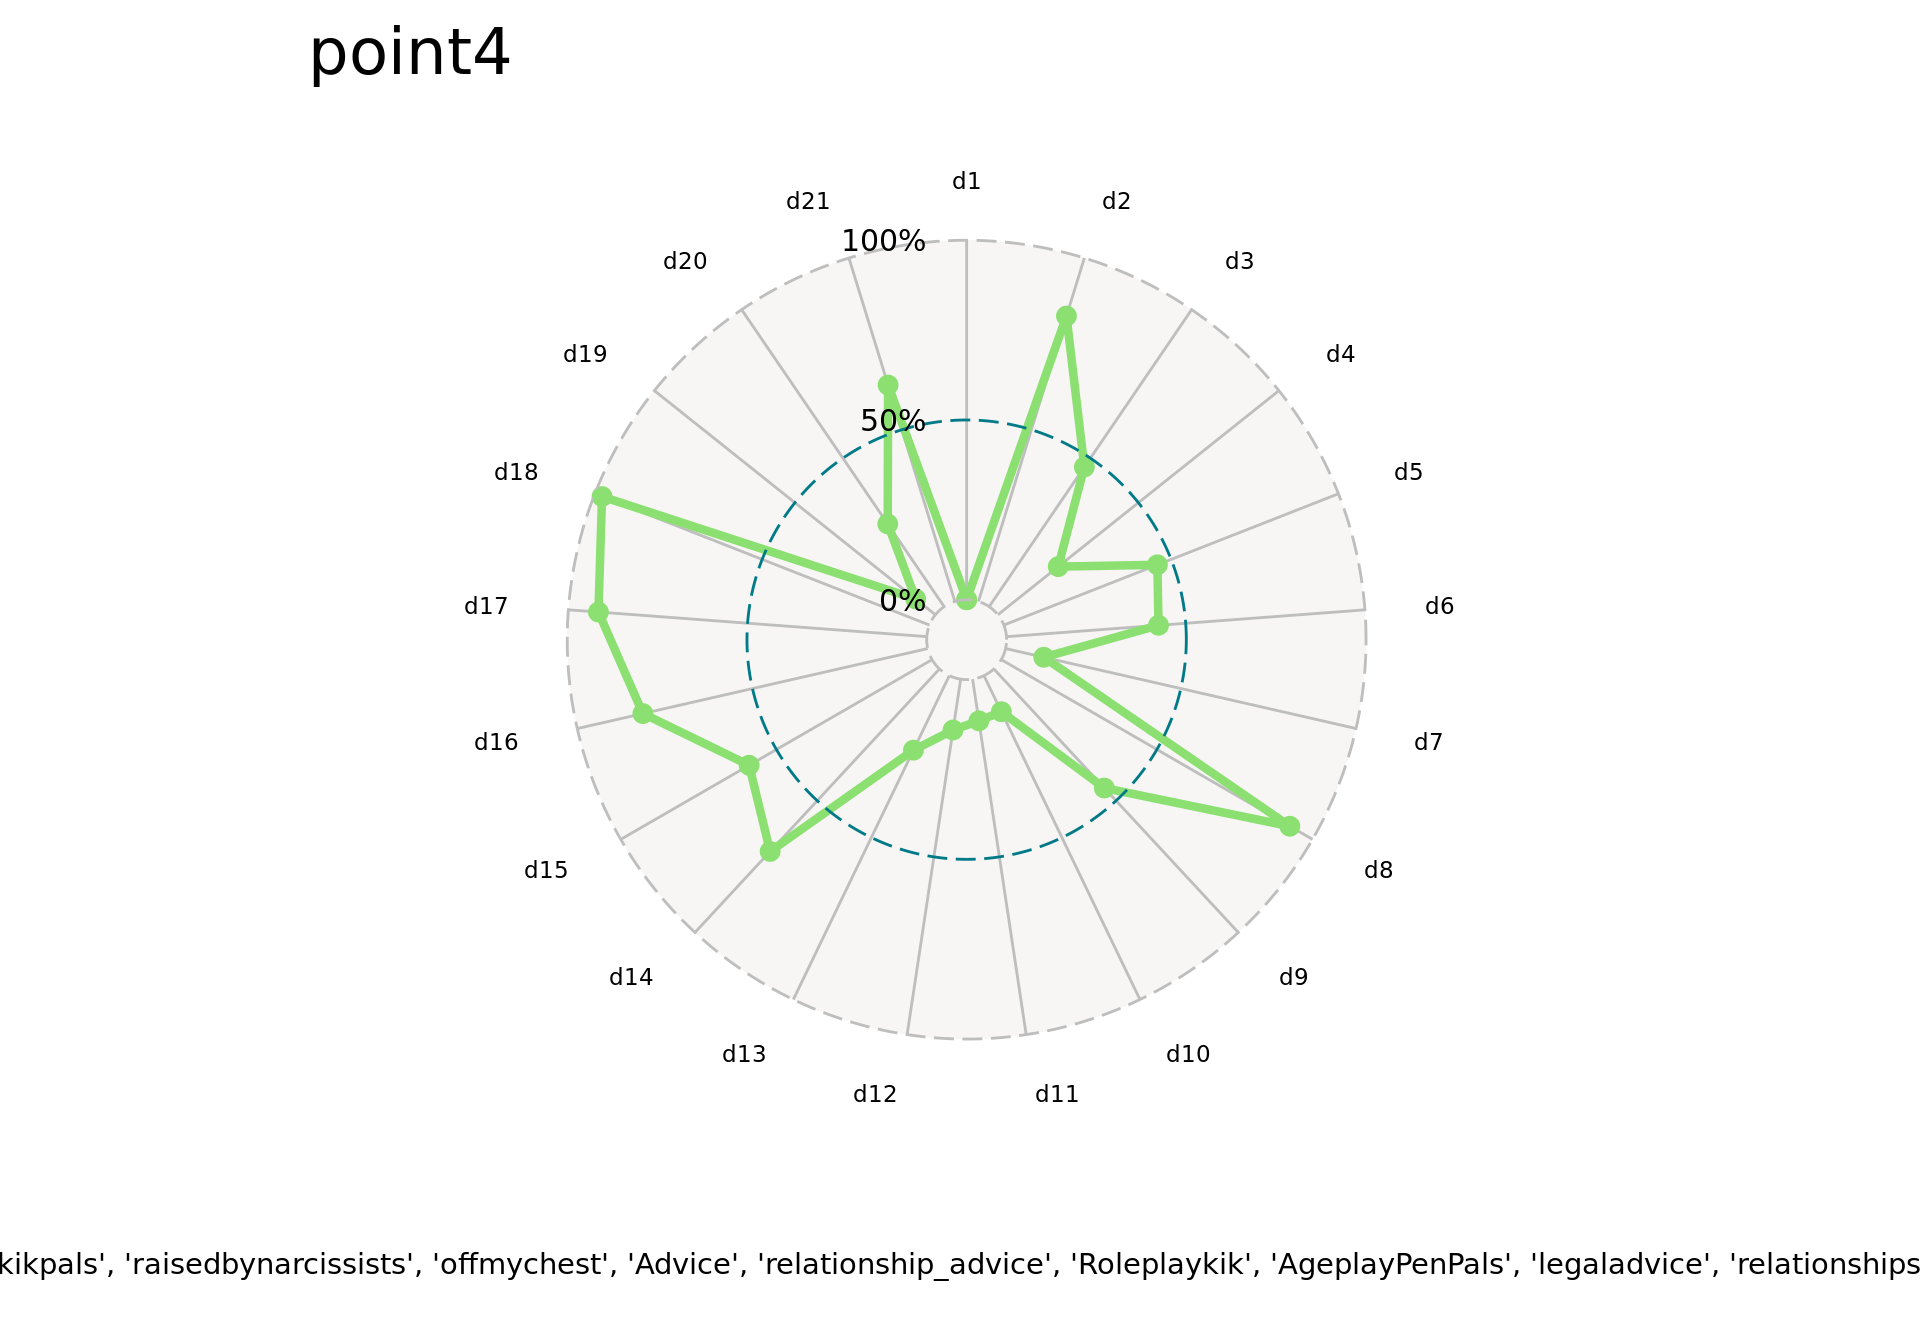 point4
d1
d2
d3
d4
d5
d6
d7
d8
d9
d10
d11
d12
d13
d14
d15
d16
d17
d18
d19
d20
d21
100%
50%
0%
kikpals', 'raisedbynarcissists', 'offmychest', 'Advice', 'relationship_advice', 'Roleplaykik', 'AgeplayPenPals', 'legaladvice', 'relationships